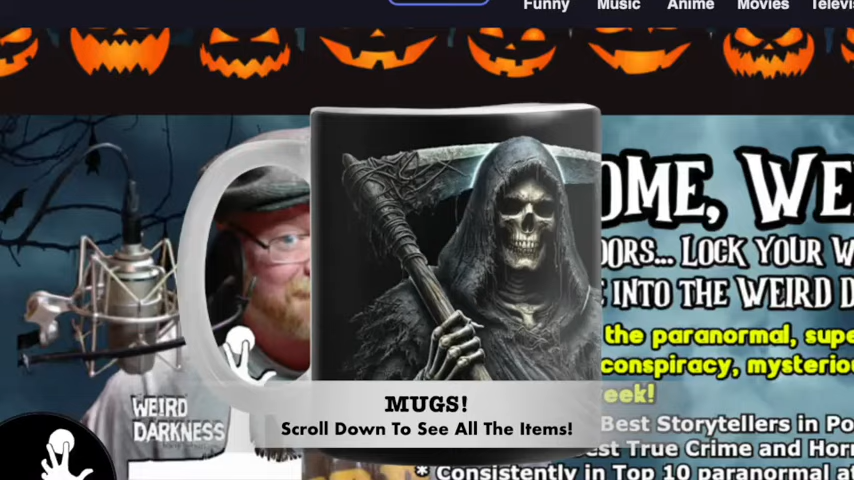 Funny Music Anime Movies
OME, WE
OORS... LOCK YOUR W
INTO THE WEIRD D
the paranormal, supe
conspiracy, mysteriou
eek!
MUGS!
Scroll Down To See All The Items!
WEIRD
DARKNESS
Best Storytellers in Po
est True Crime and Horr
* Consistently in Top 10 paranormal a